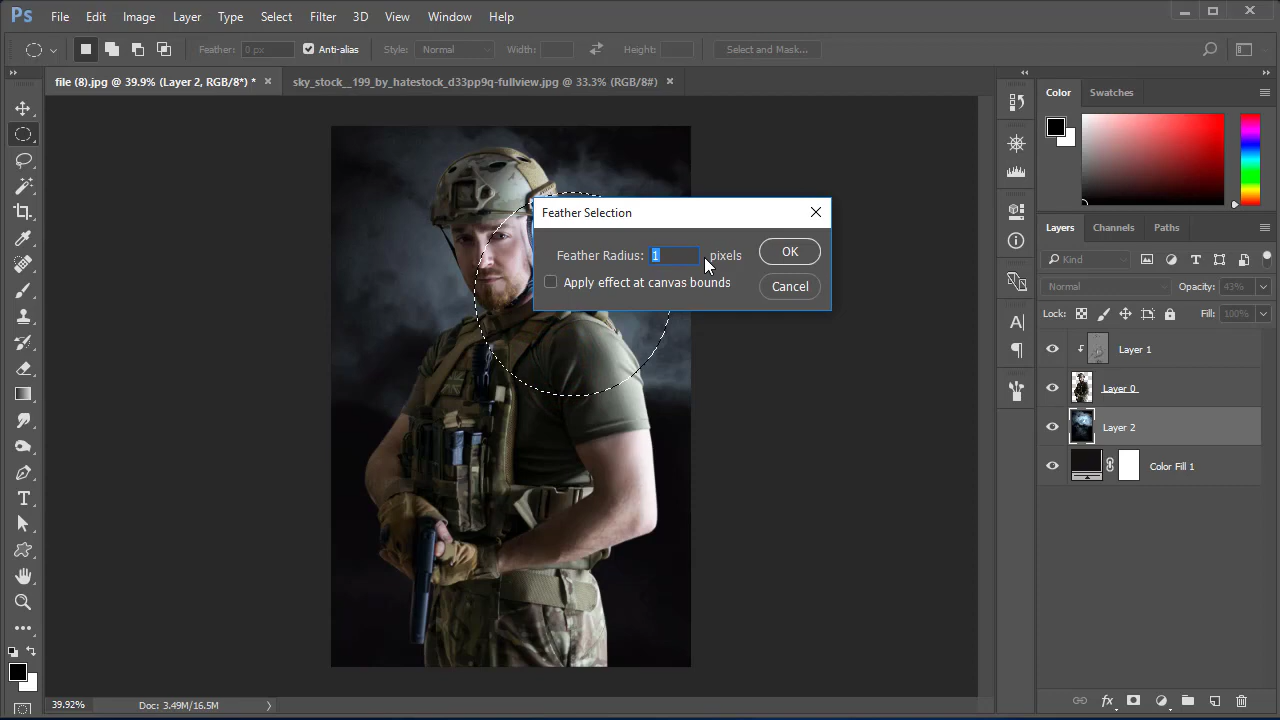 Ps File Edit Image Layer Type Select Filter 3D View Window Help
Feather: 0 px Anti-alias Style: Normal Width: Height: Select and Mask...
file (8).jpg @ 39.9% (Layer 2, RGB/8*) * sky_stock__199_by_hatestock_d33pp9q-fullview.jpg @ 33.3% (RGB/8#)
Color Swatches
Feather Selection
Feather Radius: 1 pixels OK
Apply effect at canvas bounds Cancel
Layers Channels Paths
Kind
Normal Opacity: 43%
Lock: Fill: 100%
Layer 1
Layer 0
Layer 2
Color Fill 1
39.92% Doc: 3.49M/16.5M